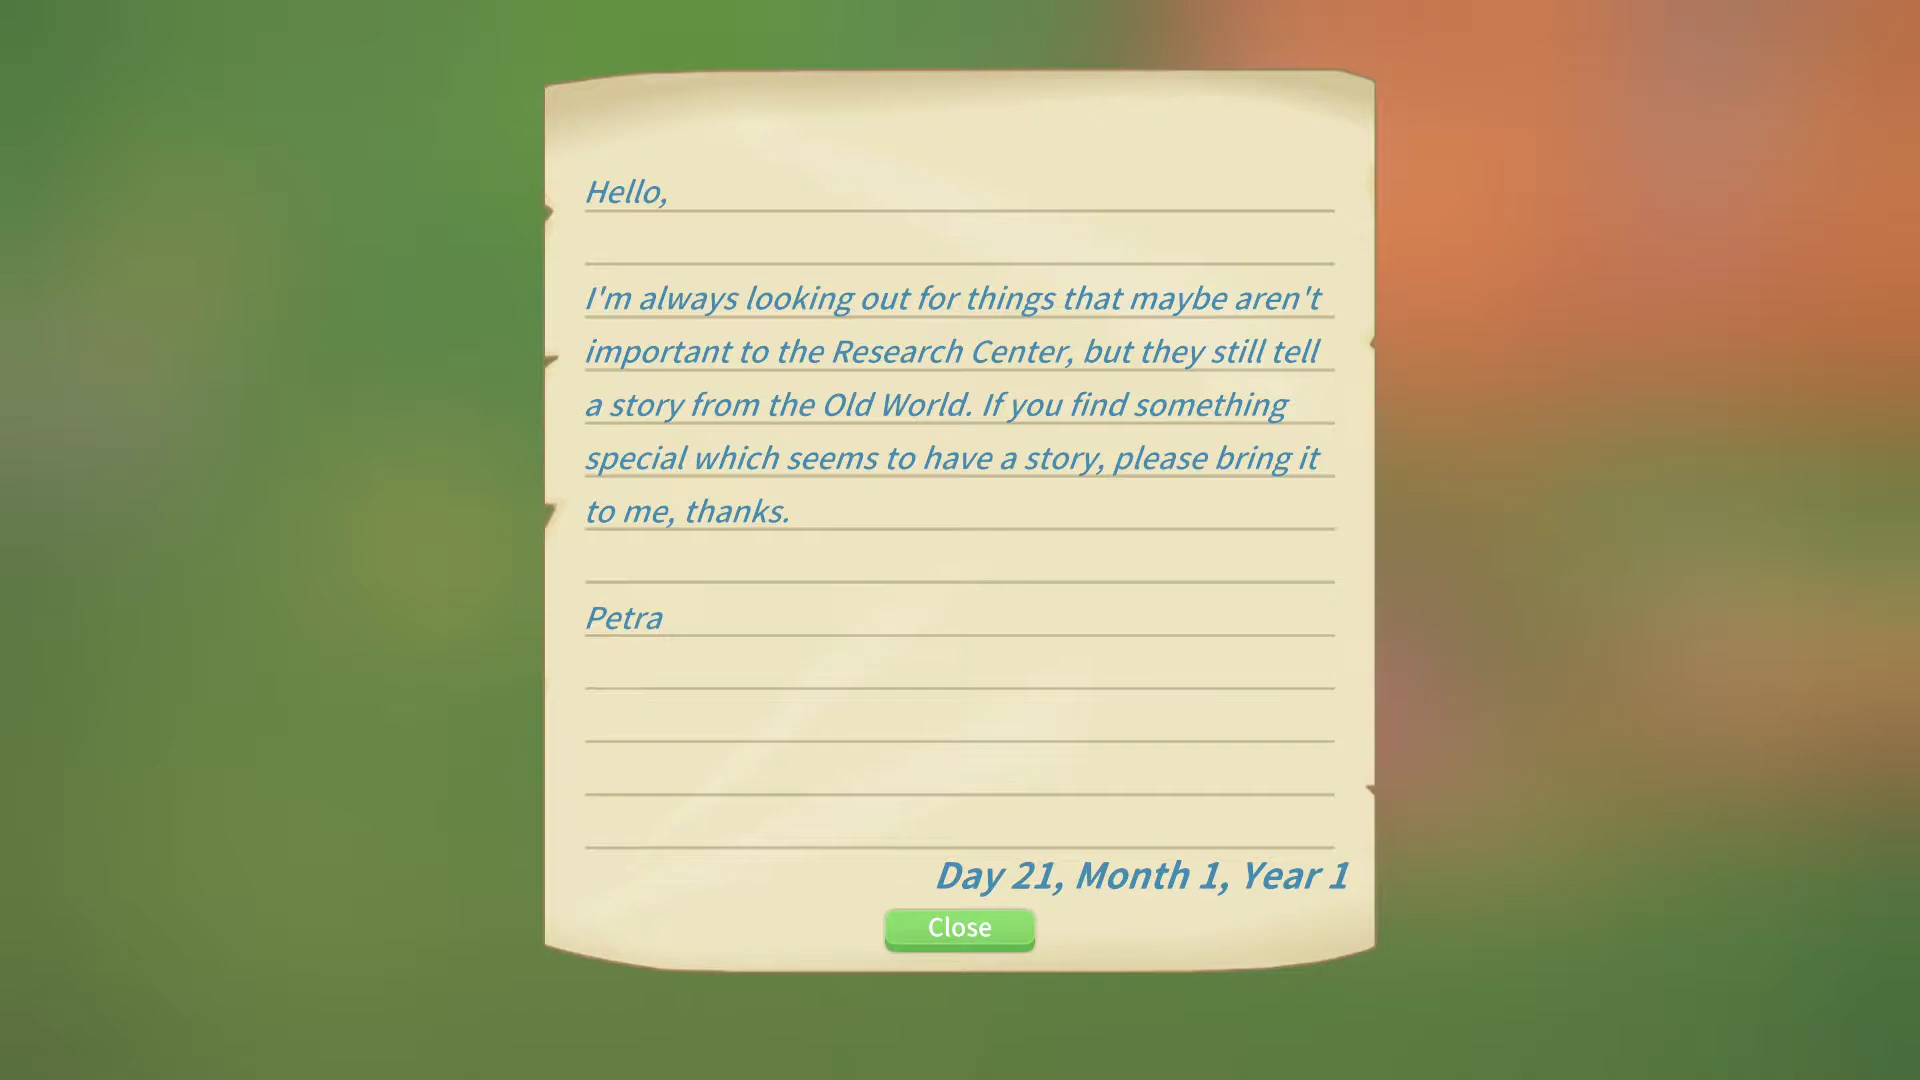 Hello,
I'm always looking out for things that maybe aren't
important to the Research Center, but they still tell
a story from the Old World. If you find something
special which seems to have a story, please bring it
to me, thanks.
Petra
Day 21, Month 1, Year 1
Close